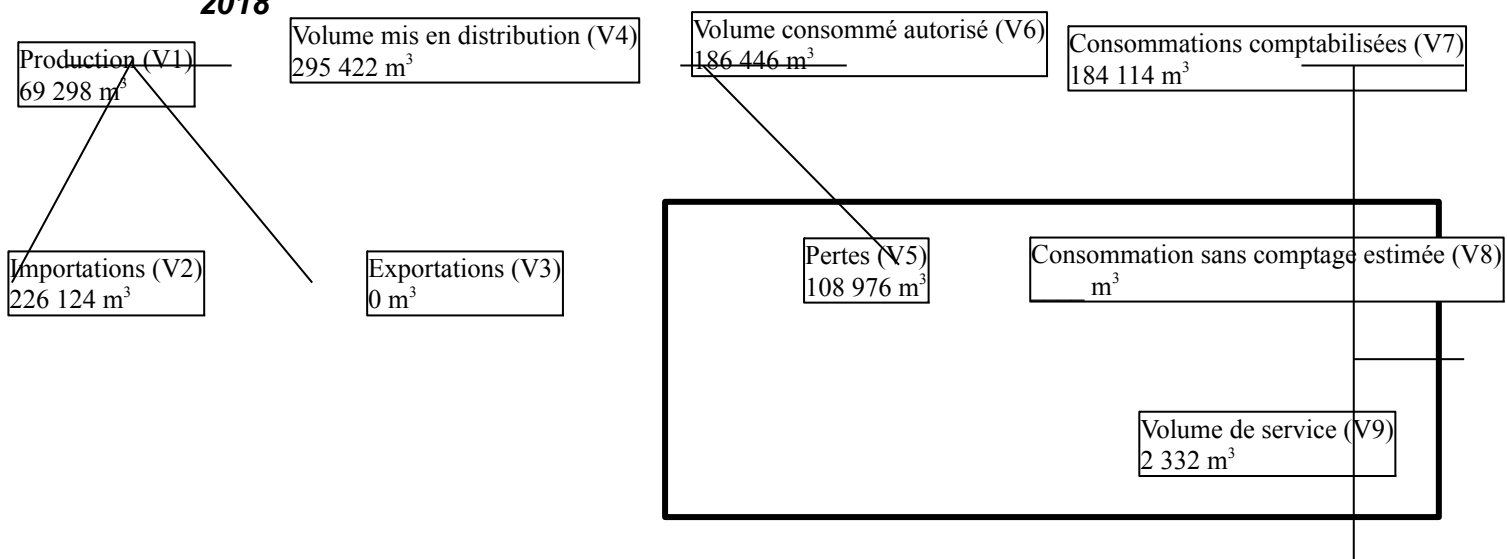 2018
Production (V1)
69 298 m³
Volume mis en distribution (V4)
295 422 m³
Volume consommé autorisé (V6)
186 446 m³
Consommations comptabilisées (V7)
184 114 m³
Importations (V2)
226 124 m³
Exportations (V3)
0 m³
Pertes (V5)
108 976 m³
Consommation sans comptage estimée (V8)
_____ m³
Volume de service (V9)
2 332 m³